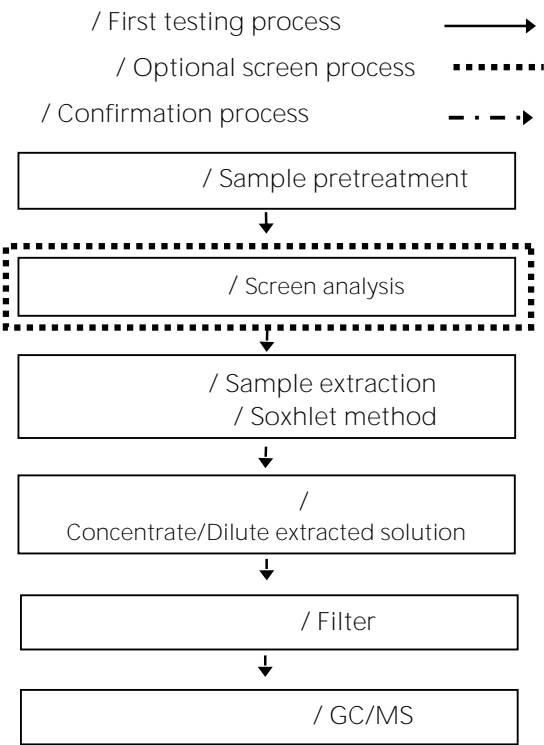 / First testing process
/ Optional screen process
/ Confirmation process
/ Sample pretreatment
/ Screen analysis
/ Sample extraction
/ Soxhlet method
/
Concentrate/Dilute extracted solution
/ Filter
/ GC/MS